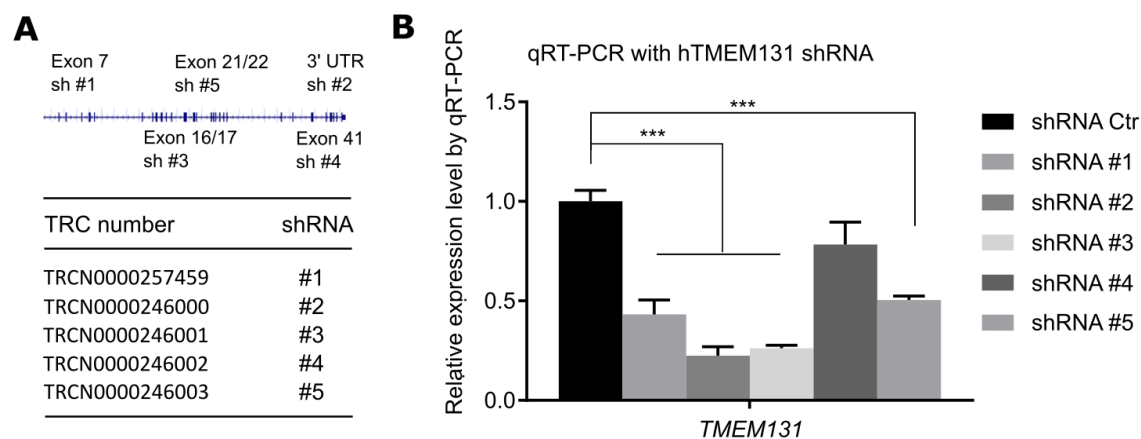 A
Exon 7
sh #1
Exon 21/22
sh #5
3' UTR
sh #2
Exon 16/17
sh #3
Exon 41
sh #4
TRC number shRNA
TRCN0000257459 #1
TRCN0000246000 #2
TRCN0000246001 #3
TRCN0000246002 #4
TRCN0000246003 #5
B
qRT-PCR with hTMEM131 shRNA
Relative expression level by qRT-PCR
1.5
1.0
0.5
0.0
***
***
TMEM131
shRNA Ctr
shRNA #1
shRNA #2
shRNA #3
shRNA #4
shRNA #5